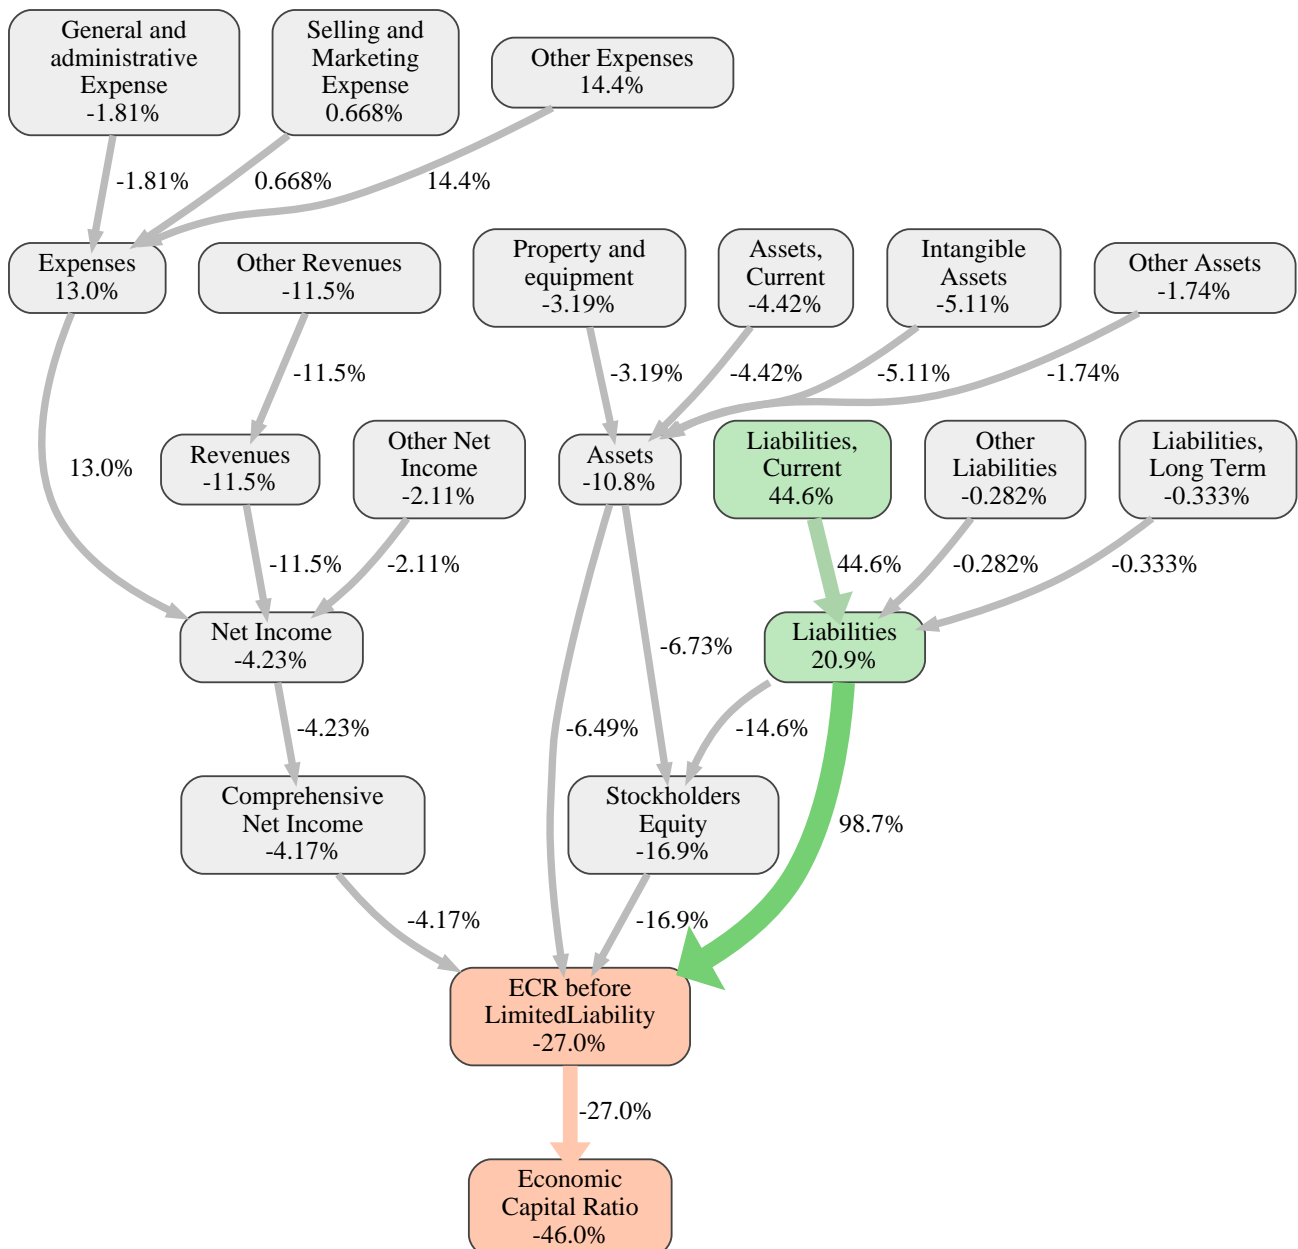 General and
administrative
Expense
-1.81%
Selling and
Marketing
Expense
0.668%
Other Expenses
14.4%
-1.81%
0.668%
14.4%
Expenses
13.0%
Other Revenues
-11.5%
Property and
equipment
-3.19%
Assets,
Current
-4.42%
Intangible
Assets
-5.11%
Other Assets
-1.74%
-11.5%
-3.19%
-4.42%
-5.11%
-1.74%
13.0%
Revenues
-11.5%
Other Net
Income
-2.11%
Assets
-10.8%
Liabilities,
Current
44.6%
Other
Liabilities
-0.282%
Liabilities,
Long Term
-0.333%
-11.5%
-2.11%
44.6%
-0.282%
-0.333%
Net Income
-4.23%
-6.73%
Liabilities
20.9%
-4.23%
-6.49%
-14.6%
Comprehensive
Net Income
-4.17%
Stockholders
Equity
-16.9%
98.7%
-4.17%
-16.9%
ECR before
LimitedLiability
-27.0%
-27.0%
Economic
Capital Ratio
-46.0%